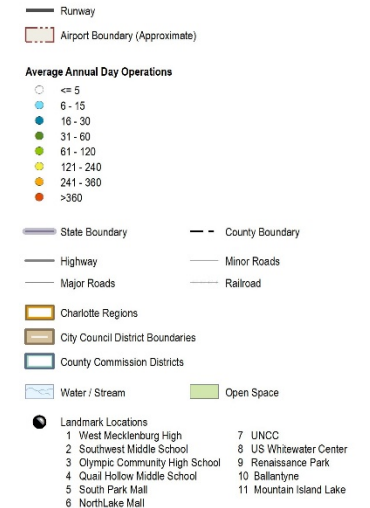 Runway
Airport Boundary (Approximate)
Average Annual Day Operations
<= 5
6 - 15
16 - 30
31 - 60
61 - 120
121 - 240
241 - 360
>360
State Boundary
County Boundary
Highway
Minor Roads
Major Roads
Railroad
Charlotte Regions
City Council District Boundaries
County Commission Districts
Water / Stream
Open Space
Landmark Locations
1 West Mecklenburg High
2 Southwest Middle School
3 Olympic Community High School
4 Quail Hollow Middle School
5 South Park Mall
6 NorthLake Mall
7 UNCC
8 US Whitewater Center
9 Renaissance Park
10 Ballantyne
11 Mountain Island Lake